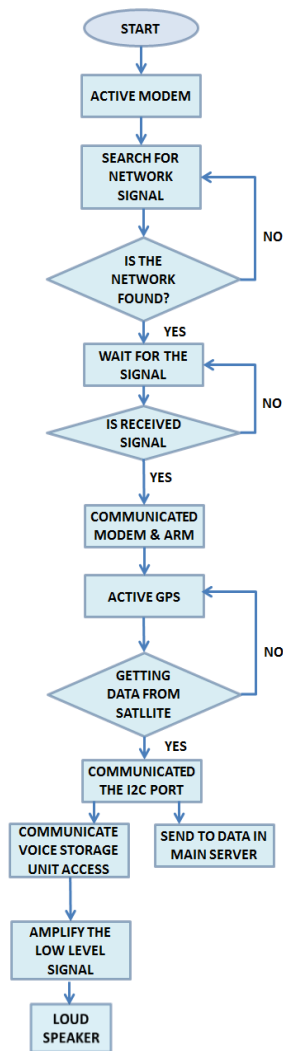 START
ACTIVE MODEM
SEARCH FOR
NETWORK
SIGNAL
NO
IS THE
NETWORK
FOUND?
YES
WAIT FOR THE
SIGNAL
NO
IS RECEIVED
SIGNAL
YES
COMMUNICATED
MODEM & ARM
ACTIVE GPS
NO
GETTING
DATA FROM
SATLLITE
YES
COMMUNICATED
THE I2C PORT
COMMUNICATE
VOICE STORAGE
UNIT ACCESS
SEND TO DATA IN
MAIN SERVER
AMPLIFY THE
LOW LEVEL
SIGNAL
LOUD
SPEAKER